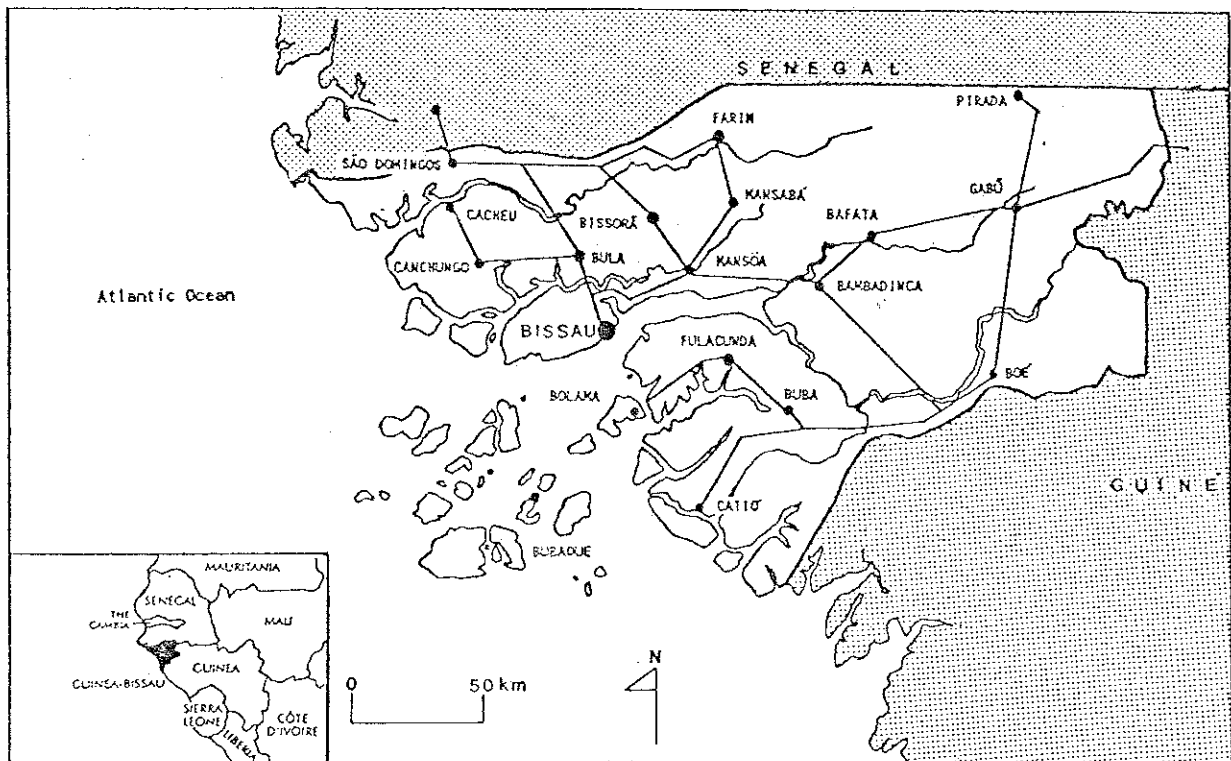 SENEGAL
PIRADA
FARIM
SÃO DOMINGOS
GABÚ
CACHEU
MANSABÁ
BISSORÃ
BAFATA
CANCHUNGO
BULA
MANSÔA
Atlantic Ocean
BAMBADINCA
BISSAU
FULACUNDA
BOÉ
BOLAMA
BUBA
GUINÉ
CATIÓ
BUBAQUE
MAURITANIA
SENEGAL
THE
GAMBIA
MALI
GUINEA
GUINEA-BISSAU
SIERRA
LEONE
CÔTE
D'IVOIRE
LIBERIA
N
0 50 km